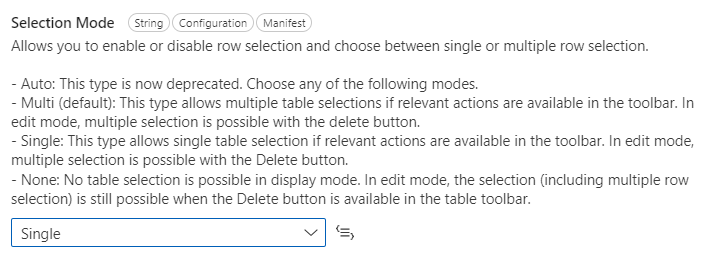 Selection Mode String Configuration Manifest
Allows you to enable or disable row selection and choose between single or multiple row selection.
- Auto: This type is now deprecated. Choose any of the following modes.
- Multi (default): This type allows multiple table selections if relevant actions are available in the toolbar. In
edit mode, multiple selection is possible with the delete button.
- Single: This type allows single table selection if relevant actions are available in the toolbar. In edit mode,
multiple selection is possible with the Delete button.
- None: No table selection is possible in display mode. In edit mode, the selection (including multiple row
selection) is still possible when the Delete button is available in the table toolbar.
Single